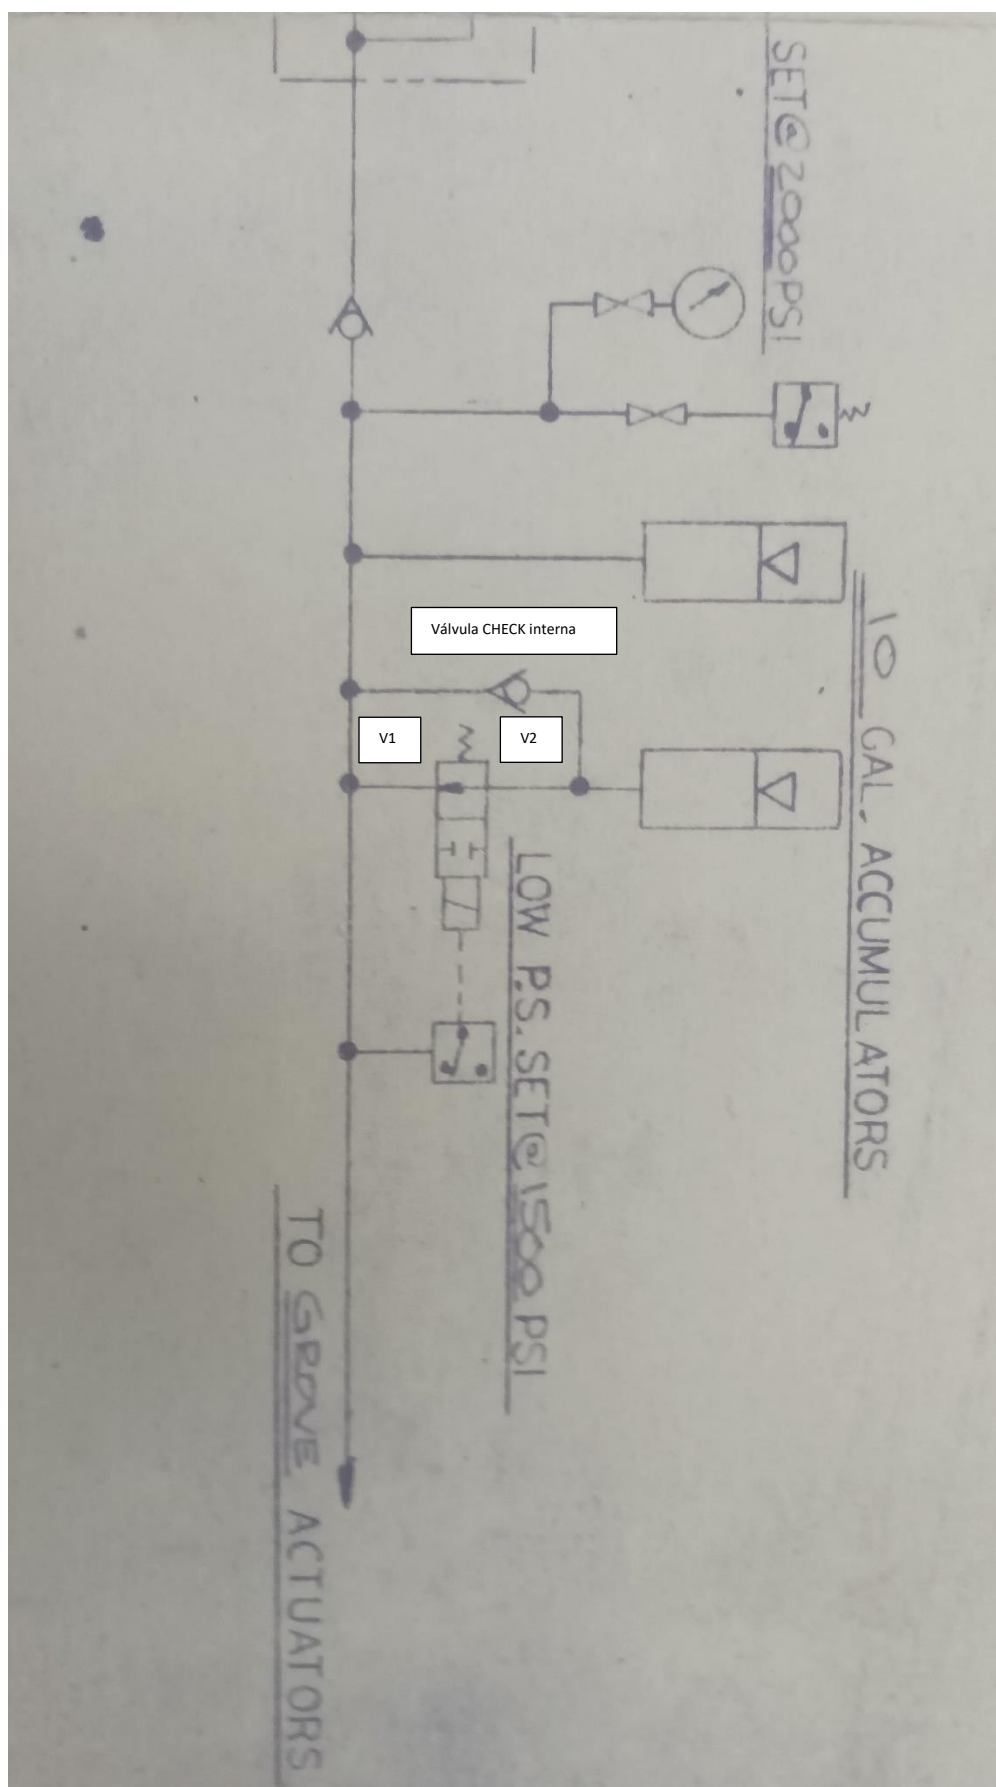 SET@2000PSI
10 GAL. ACCUMULATORS
Válvula CHECK interna
V1
V2
LOW P.S. SET@1500 PSI
TO GROVE ACTUATORS